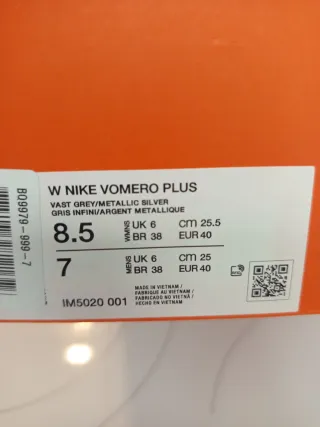 W NIKE VOMERO PLUS
VAST GREY/METALLIC SILVER
GRIS INFINI/ARGENT METALLIQUE
8.5 WMNS UK 6 cm 25.5
BR 38 EUR 40
7 MENS UK 6 cm 25
BR 38 EUR 40
MADE IN VIETNAM /
FABRIQUE AU VIETNAM /
FABRICADO NO VIETNÃ /
HECHO EN VIETNAM
IM5020 001
BQ9979-999-7